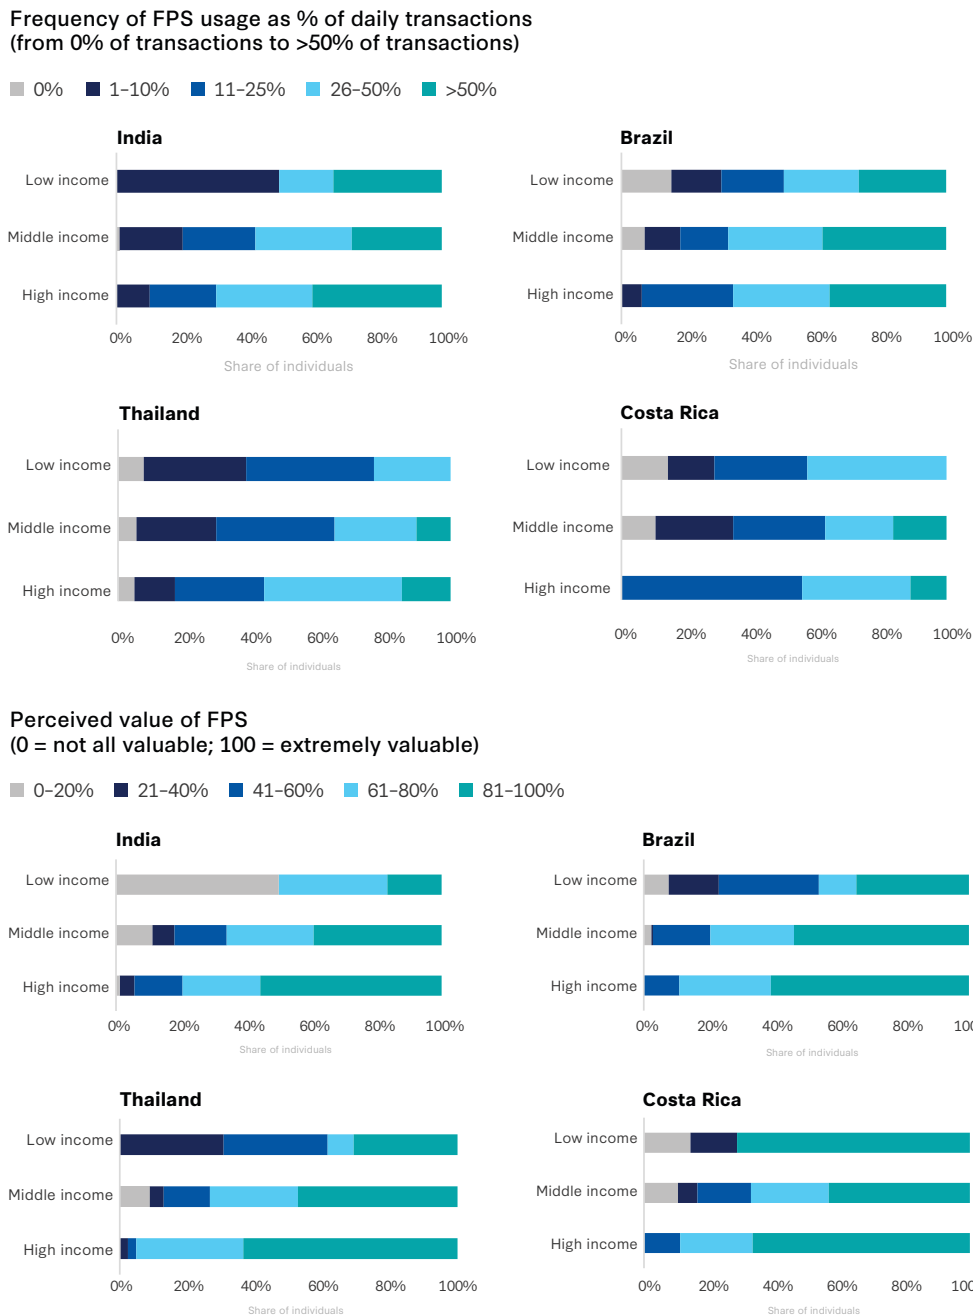 Frequency of FPS usage as % of daily transactions
(from 0% of transactions to >50% of transactions)
0% 1–10% 11–25% 26–50% >50%
India
Low income
Middle income
High income
0% 20% 40% 60% 80% 100%
Share of individuals
Brazil
Low income
Middle income
High income
0% 20% 40% 60% 80% 100%
Share of individuals
Thailand
Low income
Middle income
High income
0% 20% 40% 60% 80% 100%
Share of individuals
Costa Rica
Low income
Middle income
High income
0% 20% 40% 60% 80% 100%
Share of individuals
Perceived value of FPS
(0 = not all valuable; 100 = extremely valuable)
0–20% 21–40% 41–60% 61–80% 81–100%
India
Low income
Middle income
High income
0% 20% 40% 60% 80% 100%
Share of individuals
Brazil
Low income
Middle income
High income
0% 20% 40% 60% 80% 100
Share of individuals
Thailand
Low income
Middle income
High income
0% 20% 40% 60% 80% 100%
Share of individuals
Costa Rica
Low income
Middle income
High income
0% 20% 40% 60% 80% 100
Share of individuals